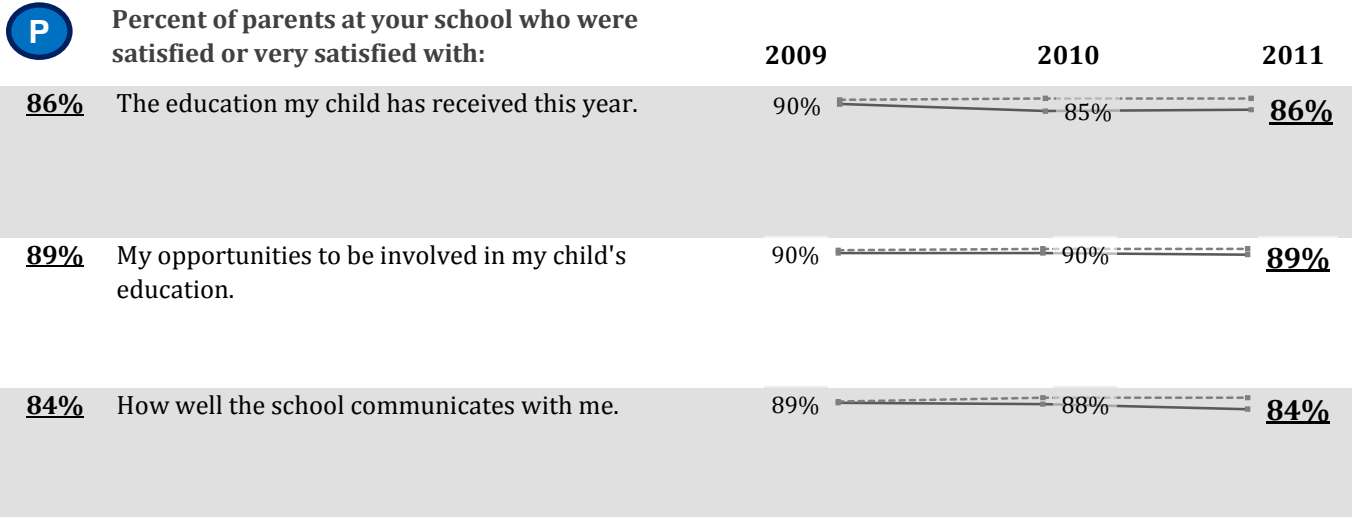 P
Percent of parents at your school who were
satisfied or very satisfied with:
2009 2010 2011
86% The education my child has received this year. 90% 85% 86%
89% My opportunities to be involved in my child's 90% 90% 89%
education.
84% How well the school communicates with me. 89% 88% 84%